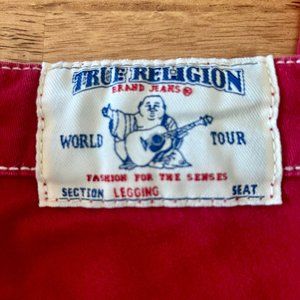 TRUE RELIGION
BRAND JEANS®
WORLD TOUR
FASHION FOR THE SENSES
SECTION LEGGING SEAT